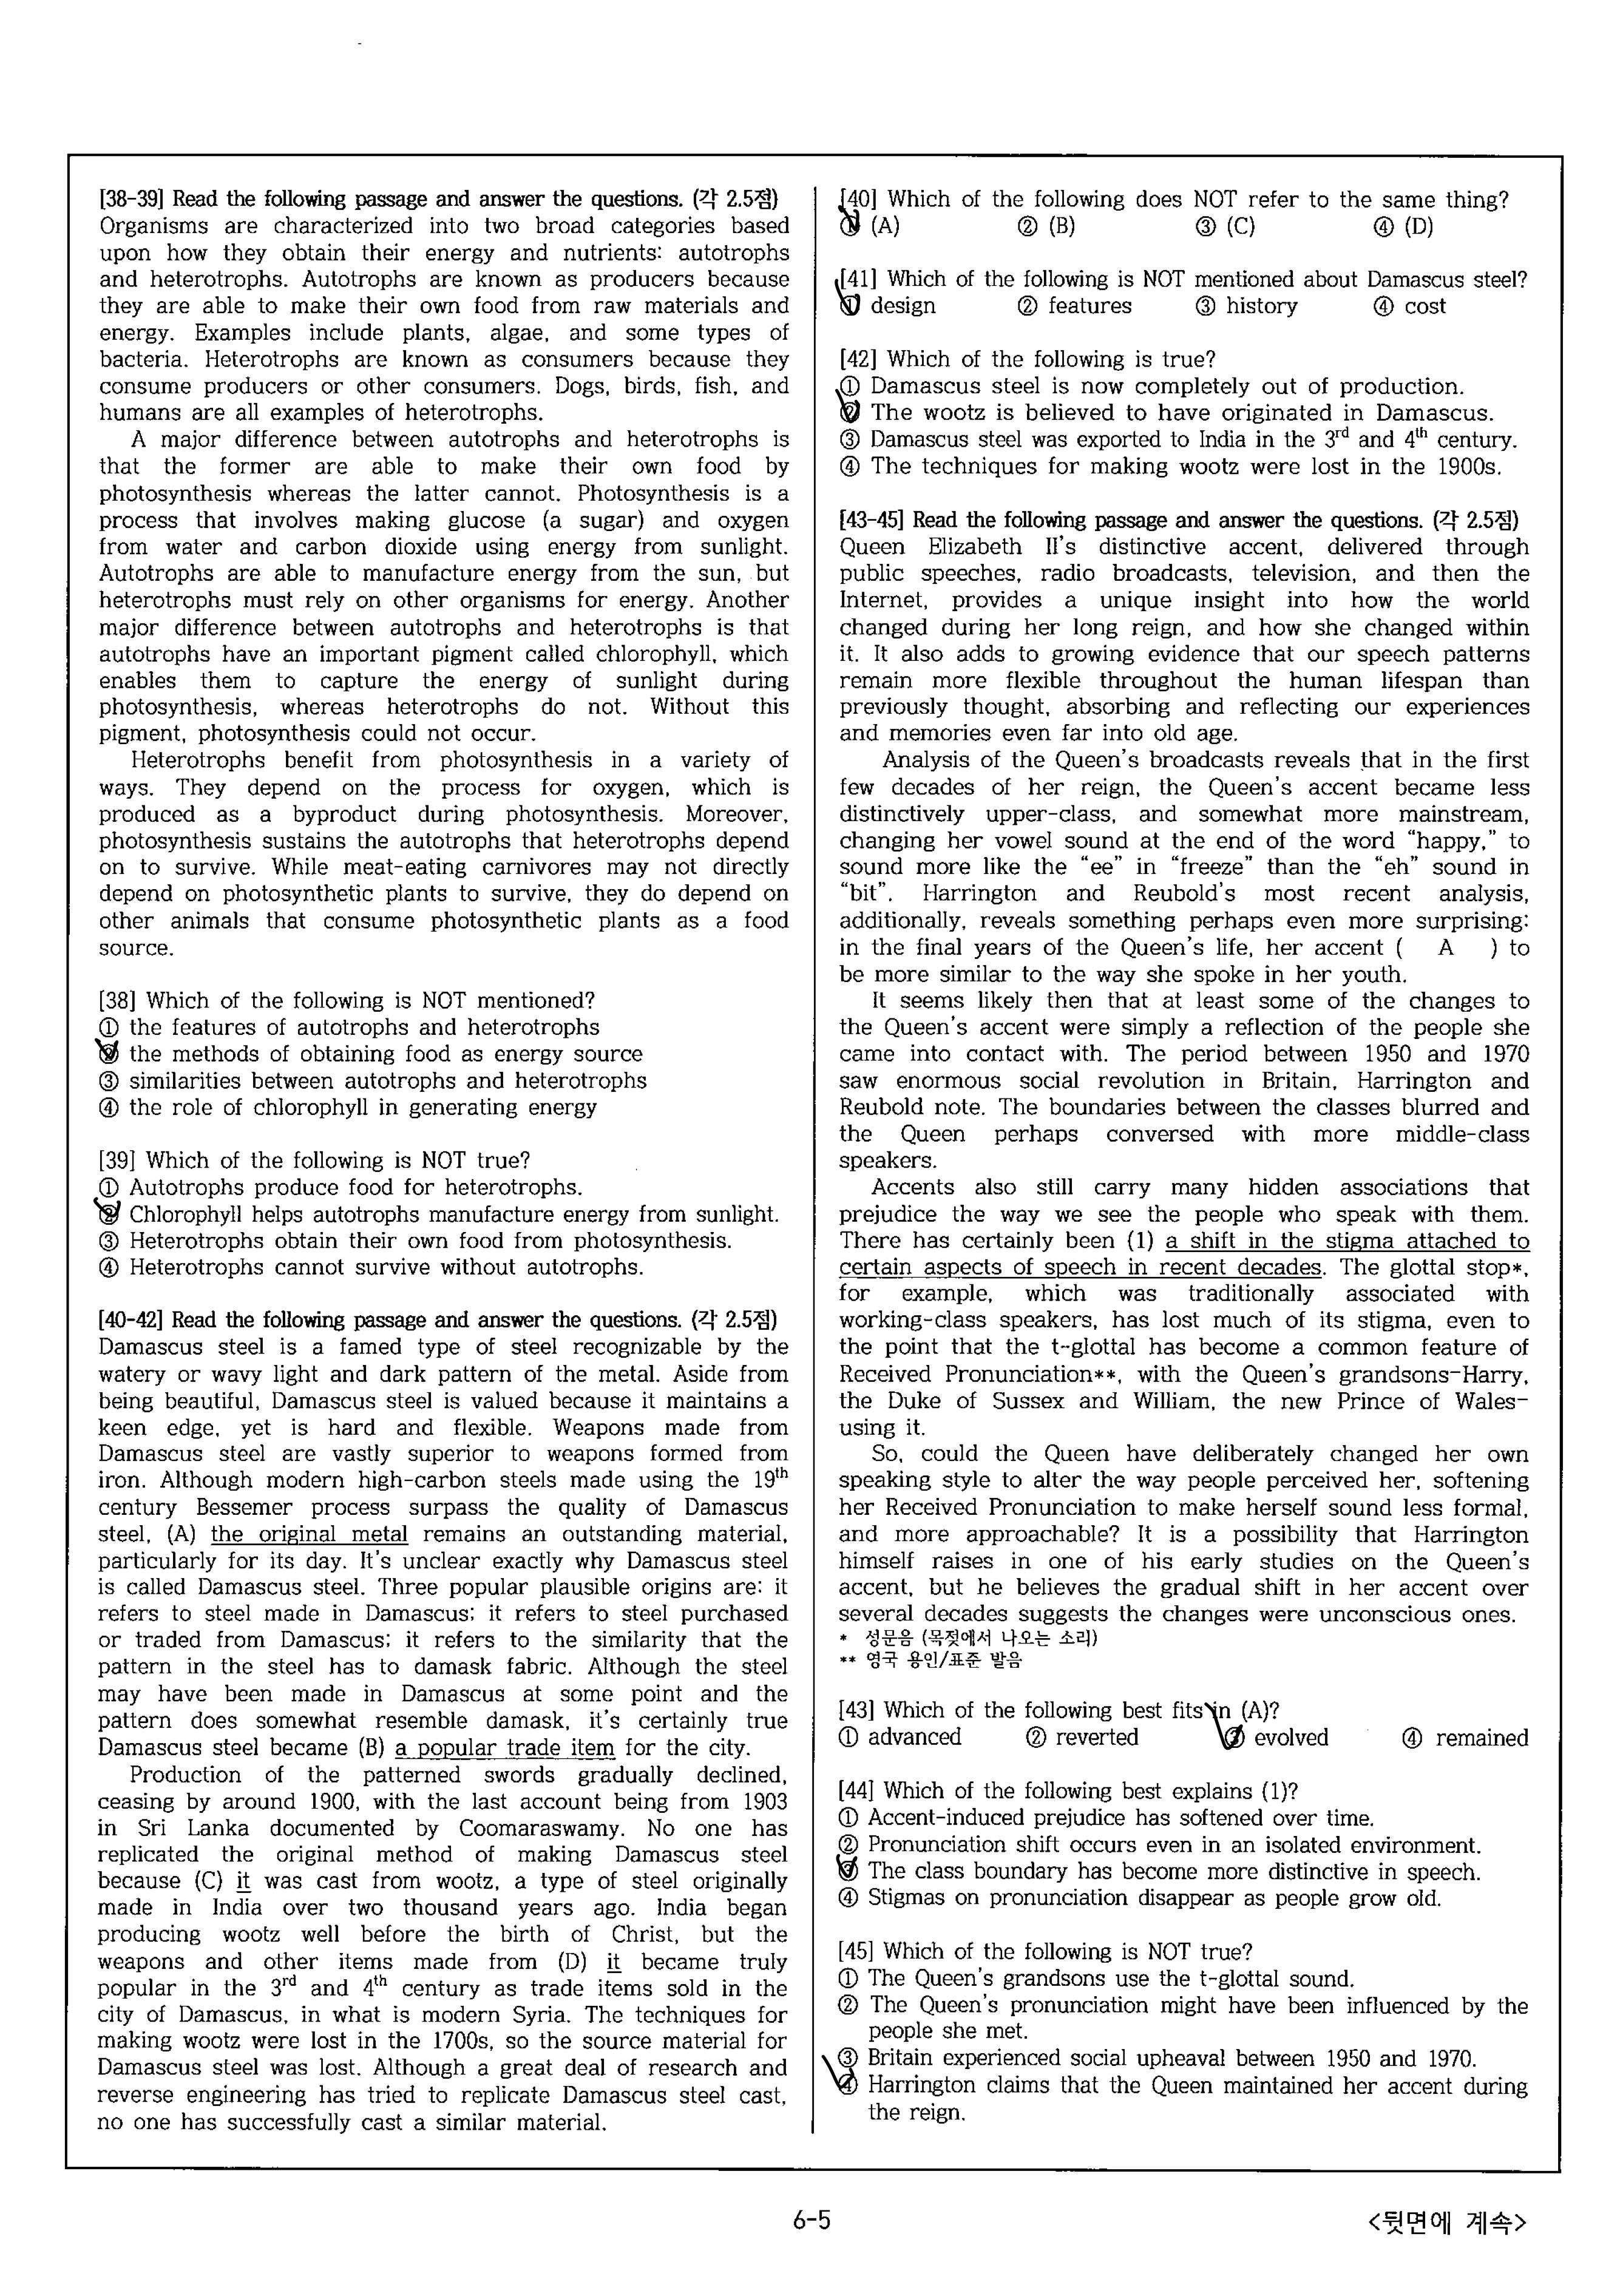 [38-39] Read the following passage and answer the questions. (각 2.5점)
Organisms are characterized into two broad categories based
upon how they obtain their energy and nutrients: autotrophs
and heterotrophs. Autotrophs are known as producers because
they are able to make their own food from raw materials and
energy. Examples include plants, algae, and some types of
bacteria. Heterotrophs are known as consumers because they
consume producers or other consumers. Dogs, birds, fish, and
humans are all examples of heterotrophs.
A major difference between autotrophs and heterotrophs is
that the former are able to make their own food by
photosynthesis whereas the latter cannot. Photosynthesis is a
process that involves making glucose (a sugar) and oxygen
from water and carbon dioxide using energy from sunlight.
Autotrophs are able to manufacture energy from the sun, but
heterotrophs must rely on other organisms for energy. Another
major difference between autotrophs and heterotrophs is that
autotrophs have an important pigment called chlorophyll, which
enables them to capture the energy of sunlight during
photosynthesis, whereas heterotrophs do not. Without this
pigment, photosynthesis could not occur.
Heterotrophs benefit from photosynthesis in a variety of
ways. They depend on the process for oxygen, which is
produced as a byproduct during photosynthesis. Moreover,
photosynthesis sustains the autotrophs that heterotrophs depend
on to survive. While meat-eating carnivores may not directly
depend on photosynthetic plants to survive, they do depend on
other animals that consume photosynthetic plants as a food
source.
[38] Which of the following is NOT mentioned?
① the features of autotrophs and heterotrophs
② the methods of obtaining food as energy source
③ similarities between autotrophs and heterotrophs
④ the role of chlorophyll in generating energy
[39] Which of the following is NOT true?
① Autotrophs produce food for heterotrophs.
② Chlorophyll helps autotrophs manufacture energy from sunlight.
③ Heterotrophs obtain their own food from photosynthesis.
④ Heterotrophs cannot survive without autotrophs.
[40-42] Read the following passage and answer the questions. (각 2.5점)
Damascus steel is a famed type of steel recognizable by the
watery or wavy light and dark pattern of the metal. Aside from
being beautiful, Damascus steel is valued because it maintains a
keen edge, yet is hard and flexible. Weapons made from
Damascus steel are vastly superior to weapons formed from
iron. Although modern high-carbon steels made using the 19th
century Bessemer process surpass the quality of Damascus
steel, (A) the original metal remains an outstanding material,
particularly for its day. It's unclear exactly why Damascus steel
is called Damascus steel. Three popular plausible origins are: it
refers to steel made in Damascus; it refers to steel purchased
or traded from Damascus; it refers to the similarity that the
pattern in the steel has to damask fabric. Although the steel
may have been made in Damascus at some point and the
pattern does somewhat resemble damask, it's certainly true
Damascus steel became (B) a popular trade item for the city.
Production of the patterned swords gradually declined,
ceasing by around 1900, with the last account being from 1903
in Sri Lanka documented by Coomaraswamy. No one has
replicated the original method of making Damascus steel
because (C) it was cast from wootz, a type of steel originally
made in India over two thousand years ago. India began
producing wootz well before the birth of Christ, but the
weapons and other items made from (D) it became truly
popular in the 3rd and 4th century as trade items sold in the
city of Damascus, in what is modern Syria. The techniques for
making wootz were lost in the 1700s, so the source material for
Damascus steel was lost. Although a great deal of research and
reverse engineering has tried to replicate Damascus steel cast,
no one has successfully cast a similar material.
[40] Which of the following does NOT refer to the same thing?
① (A) ② (B) ③ (C) ④ (D)
[41] Which of the following is NOT mentioned about Damascus steel?
① design ② features ③ history ④ cost
[42] Which of the following is true?
① Damascus steel is now completely out of production.
② The wootz is believed to have originated in Damascus.
③ Damascus steel was exported to India in the 3rd and 4th century.
④ The techniques for making wootz were lost in the 1900s.
[43-45] Read the following passage and answer the questions. (각 2.5점)
Queen Elizabeth II's distinctive accent, delivered through
public speeches, radio broadcasts, television, and then the
Internet, provides a unique insight into how the world
changed during her long reign, and how she changed within
it. It also adds to growing evidence that our speech patterns
remain more flexible throughout the human lifespan than
previously thought, absorbing and reflecting our experiences
and memories even far into old age.
Analysis of the Queen's broadcasts reveals that in the first
few decades of her reign, the Queen's accent became less
distinctively upper-class, and somewhat more mainstream,
changing her vowel sound at the end of the word "happy," to
sound more like the "ee" in "freeze" than the "eh" sound in
"bit". Harrington and Reubold's most recent analysis,
additionally, reveals something perhaps even more surprising:
in the final years of the Queen's life, her accent ( A ) to
be more similar to the way she spoke in her youth.
It seems likely then that at least some of the changes to
the Queen's accent were simply a reflection of the people she
came into contact with. The period between 1950 and 1970
saw enormous social revolution in Britain, Harrington and
Reubold note. The boundaries between the classes blurred and
the Queen perhaps conversed with more middle-class
speakers.
Accents also still carry many hidden associations that
prejudice the way we see the people who speak with them.
There has certainly been (1) a shift in the stigma attached to
certain aspects of speech in recent decades. The glottal stop*,
for example, which was traditionally associated with
working-class speakers, has lost much of its stigma, even to
the point that the t-glottal has become a common feature of
Received Pronunciation**, with the Queen's grandsons-Harry,
the Duke of Sussex and William, the new Prince of Wales-
using it.
So, could the Queen have deliberately changed her own
speaking style to alter the way people perceived her, softening
her Received Pronunciation to make herself sound less formal,
and more approachable? It is a possibility that Harrington
himself raises in one of his early studies on the Queen's
accent, but he believes the gradual shift in her accent over
several decades suggests the changes were unconscious ones.
* 성문음 (목젖에서 나오는 소리)
** 영국 용인/표준 발음
[43] Which of the following best fits in (A)?
① advanced ② reverted ③ evolved ④ remained
[44] Which of the following best explains (1)?
① Accent-induced prejudice has softened over time.
② Pronunciation shift occurs even in an isolated environment.
③ The class boundary has become more distinctive in speech.
④ Stigmas on pronunciation disappear as people grow old.
[45] Which of the following is NOT true?
① The Queen's grandsons use the t-glottal sound.
② The Queen's pronunciation might have been influenced by the
people she met.
③ Britain experienced social upheaval between 1950 and 1970.
④ Harrington claims that the Queen maintained her accent during
the reign.
6-5
<뒷면에 계속>